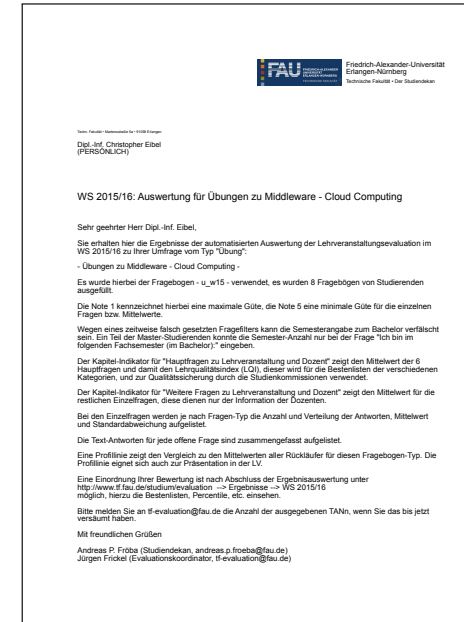 FAU FRIEDRICH-ALEXANDER
UNIVERSITÄT
ERLANGEN-NÜRNBERG
TECHNISCHE FAKULTÄT
Friedrich-Alexander-Universität
Erlangen-Nürnberg
Technische Fakultät • Der Studiendekan
Techn. Fakultät • Martensstraße 5a • 91058 Erlangen
Dipl.-Inf. Christopher Eibel
(PERSÖNLICH)
WS 2015/16: Auswertung für Übungen zu Middleware - Cloud Computing
Sehr geehrter Herr Dipl.-Inf. Eibel,
Sie erhalten hier die Ergebnisse der automatisierten Auswertung der Lehrveranstaltungsevaluation im
WS 2015/16 zu Ihrer Umfrage vom Typ "Übung":
- Übungen zu Middleware - Cloud Computing -
Es wurde hierbei der Fragebogen - u_w15 - verwendet, es wurden 8 Fragebögen von Studierenden
ausgefüllt.
Die Note 1 kennzeichnet hierbei eine maximale Güte, die Note 5 eine minimale Güte für die einzelnen
Fragen bzw. Mittelwerte.
Wegen eines zeitweise falsch gesetzten Fragefilters kann die Semesterangabe zum Bachelor verfälscht
sein. Ein Teil der Master-Studierenden konnte die Semester-Anzahl nur bei der Frage "Ich bin im
folgenden Fachsemester (im Bachelor):" eingeben.
Der Kapitel-Indikator für "Hauptfragen zu Lehrveranstaltung und Dozent" zeigt den Mittelwert der 6
Hauptfragen und damit den Lehrqualitätsindex (LQI), dieser wird für die Bestenlisten der verschiedenen
Kategorien, und zur Qualitätssicherung durch die Studienkommissionen verwendet.
Der Kapitel-Indikator für "Weitere Fragen zu Lehrveranstaltung und Dozent" zeigt den Mittelwert für die
restlichen Einzelfragen, diese dienen nur der Information der Dozenten.
Bei den Einzelfragen werden je nach Fragen-Typ die Anzahl und Verteilung der Antworten, Mittelwert
und Standardabweichung aufgelistet.
Die Text-Antworten für jede offene Frage sind zusammengefasst aufgelistet.
Eine Profillinie zeigt den Vergleich zu den Mittelwerten aller Rückläufer für diesen Fragebogen-Typ. Die
Profillinie eignet sich auch zur Präsentation in der LV.
Eine Einordnung Ihrer Bewertung ist nach Abschluss der Ergebnisauswertung unter
http://www.tf.fau.de/studium/evaluation --> Ergebnisse --> WS 2015/16
möglich, hierzu die Bestenlisten, Percentile, etc. einsehen.
Bitte melden Sie an tf-evaluation@fau.de die Anzahl der ausgegebenen TANn, wenn Sie das bis jetzt
versäumt haben.
Mit freundlichen Grüßen
Andreas P. Fröba (Studiendekan, andreas.p.froeba@fau.de)
Jürgen Frickel (Evaluationskoordinator, tf-evaluation@fau.de)